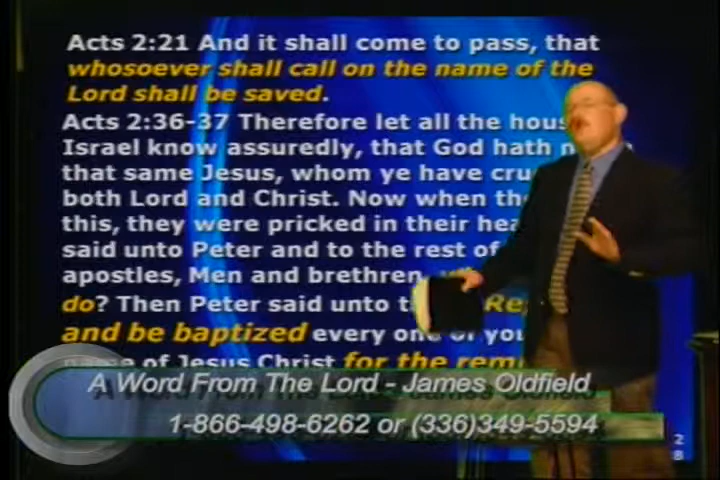 Acts 2:21 And it shall come to pass, that
whosoever shall call on the name of the
Lord shall be saved.
Acts 2:36-37 Therefore let all the
Israel know assuredly, that God hath
that same Jesus, whom ye have
both Lord and Christ. Now when
this, they were pricked in their
said unto Peter and to the rest of
apostles, Men and brethren,
do? Then Peter said unto
and be baptized every one of
name of Jesus Christ for the
A Word From The Lord - James Oldfield
1-866-498-6262 or (336)349-5594
28